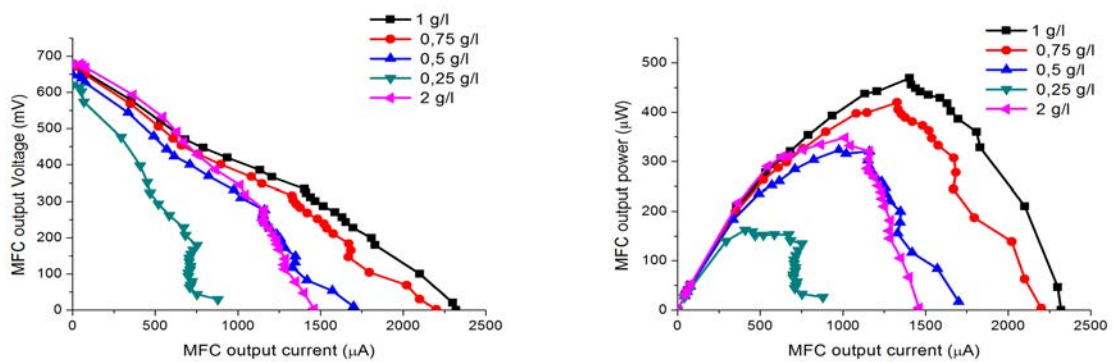 1 g/l
0,75 g/l
0,5 g/l
0,25 g/l
2 g/l
700
600
500
400
300
200
100
0
MFC output Voltage (mV)
0 500 1000 1500 2000 2500
MFC output current (µA)
1 g/l
0,75 g/l
0,5 g/l
0,25 g/l
2 g/l
500
400
300
200
100
0
MFC output power (µW)
0 500 1000 1500 2000 2500
MFC output current (µA)